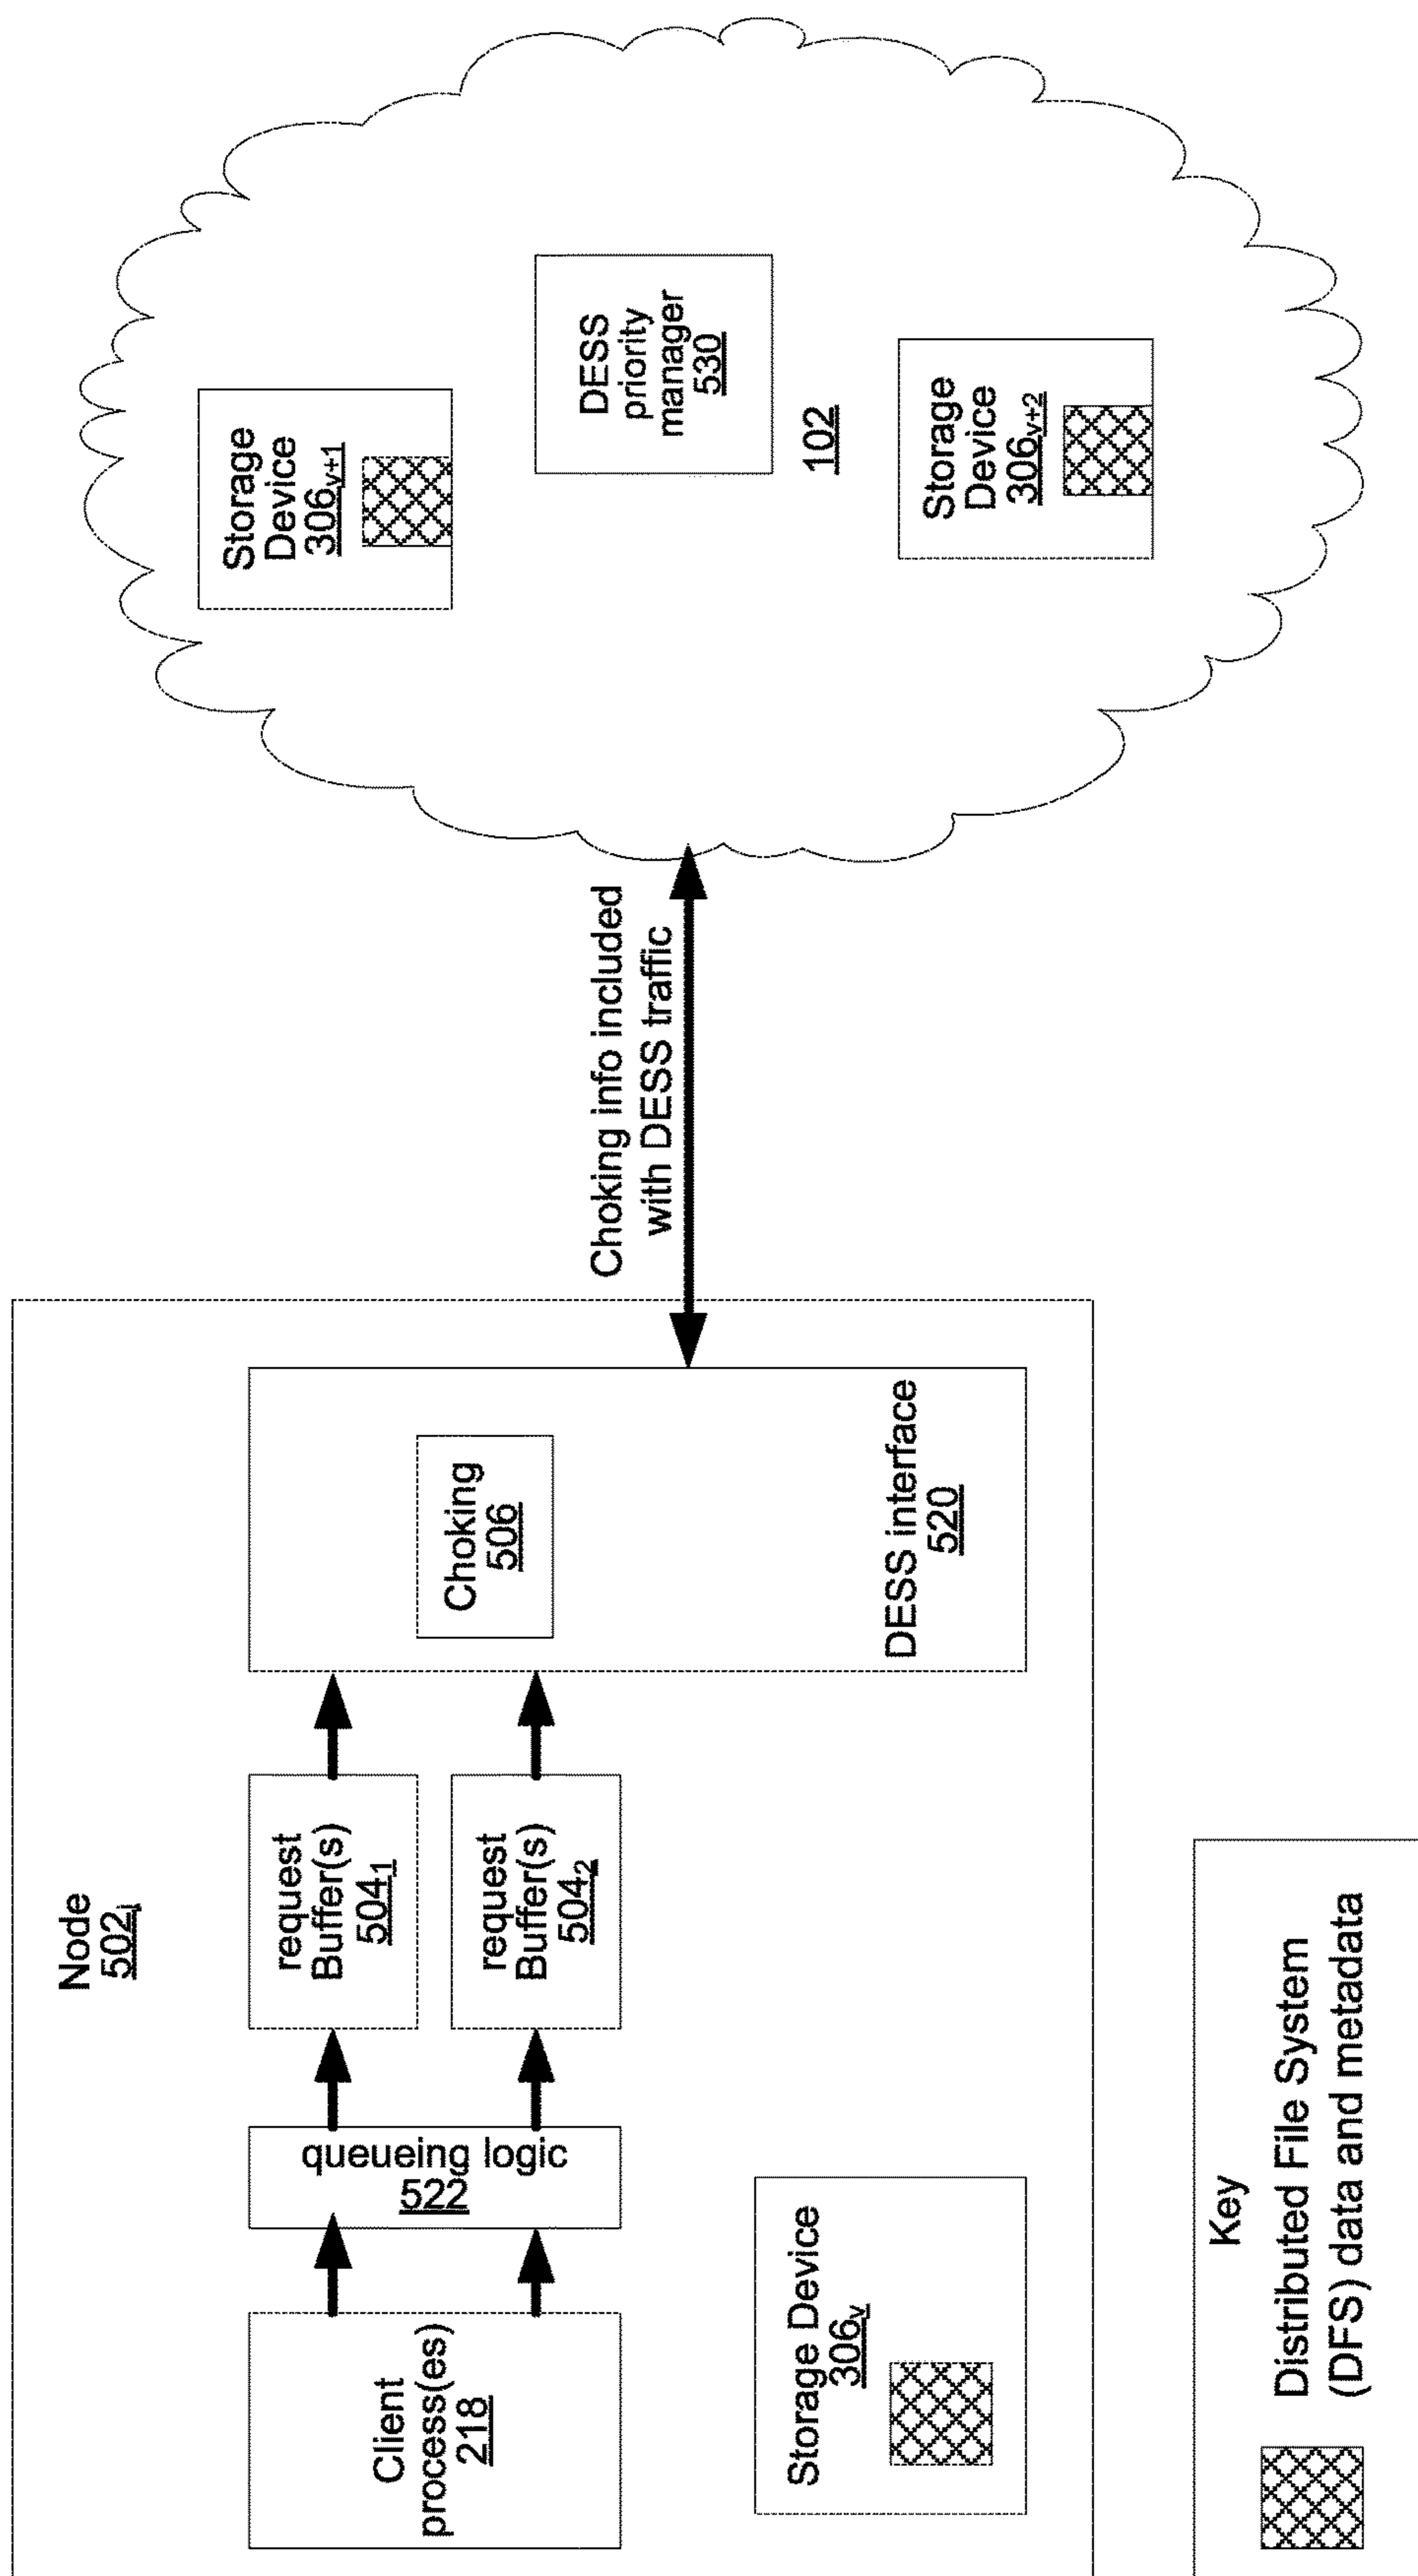 Node
502j
Client
process(es)
218
queueing logic
522
request
Buffer(s)
504₁
request
Buffer(s)
504₂
Choking
506
DESS interface
520
Storage Device
306ᵥ
Choking info included
with DESS traffic
Storage
Device
306ᵥ₊₁
DESS
priority
manager
530
102
Storage
Device
306ᵥ₊₂
Key
Distributed File System
(DFS) data and metadata